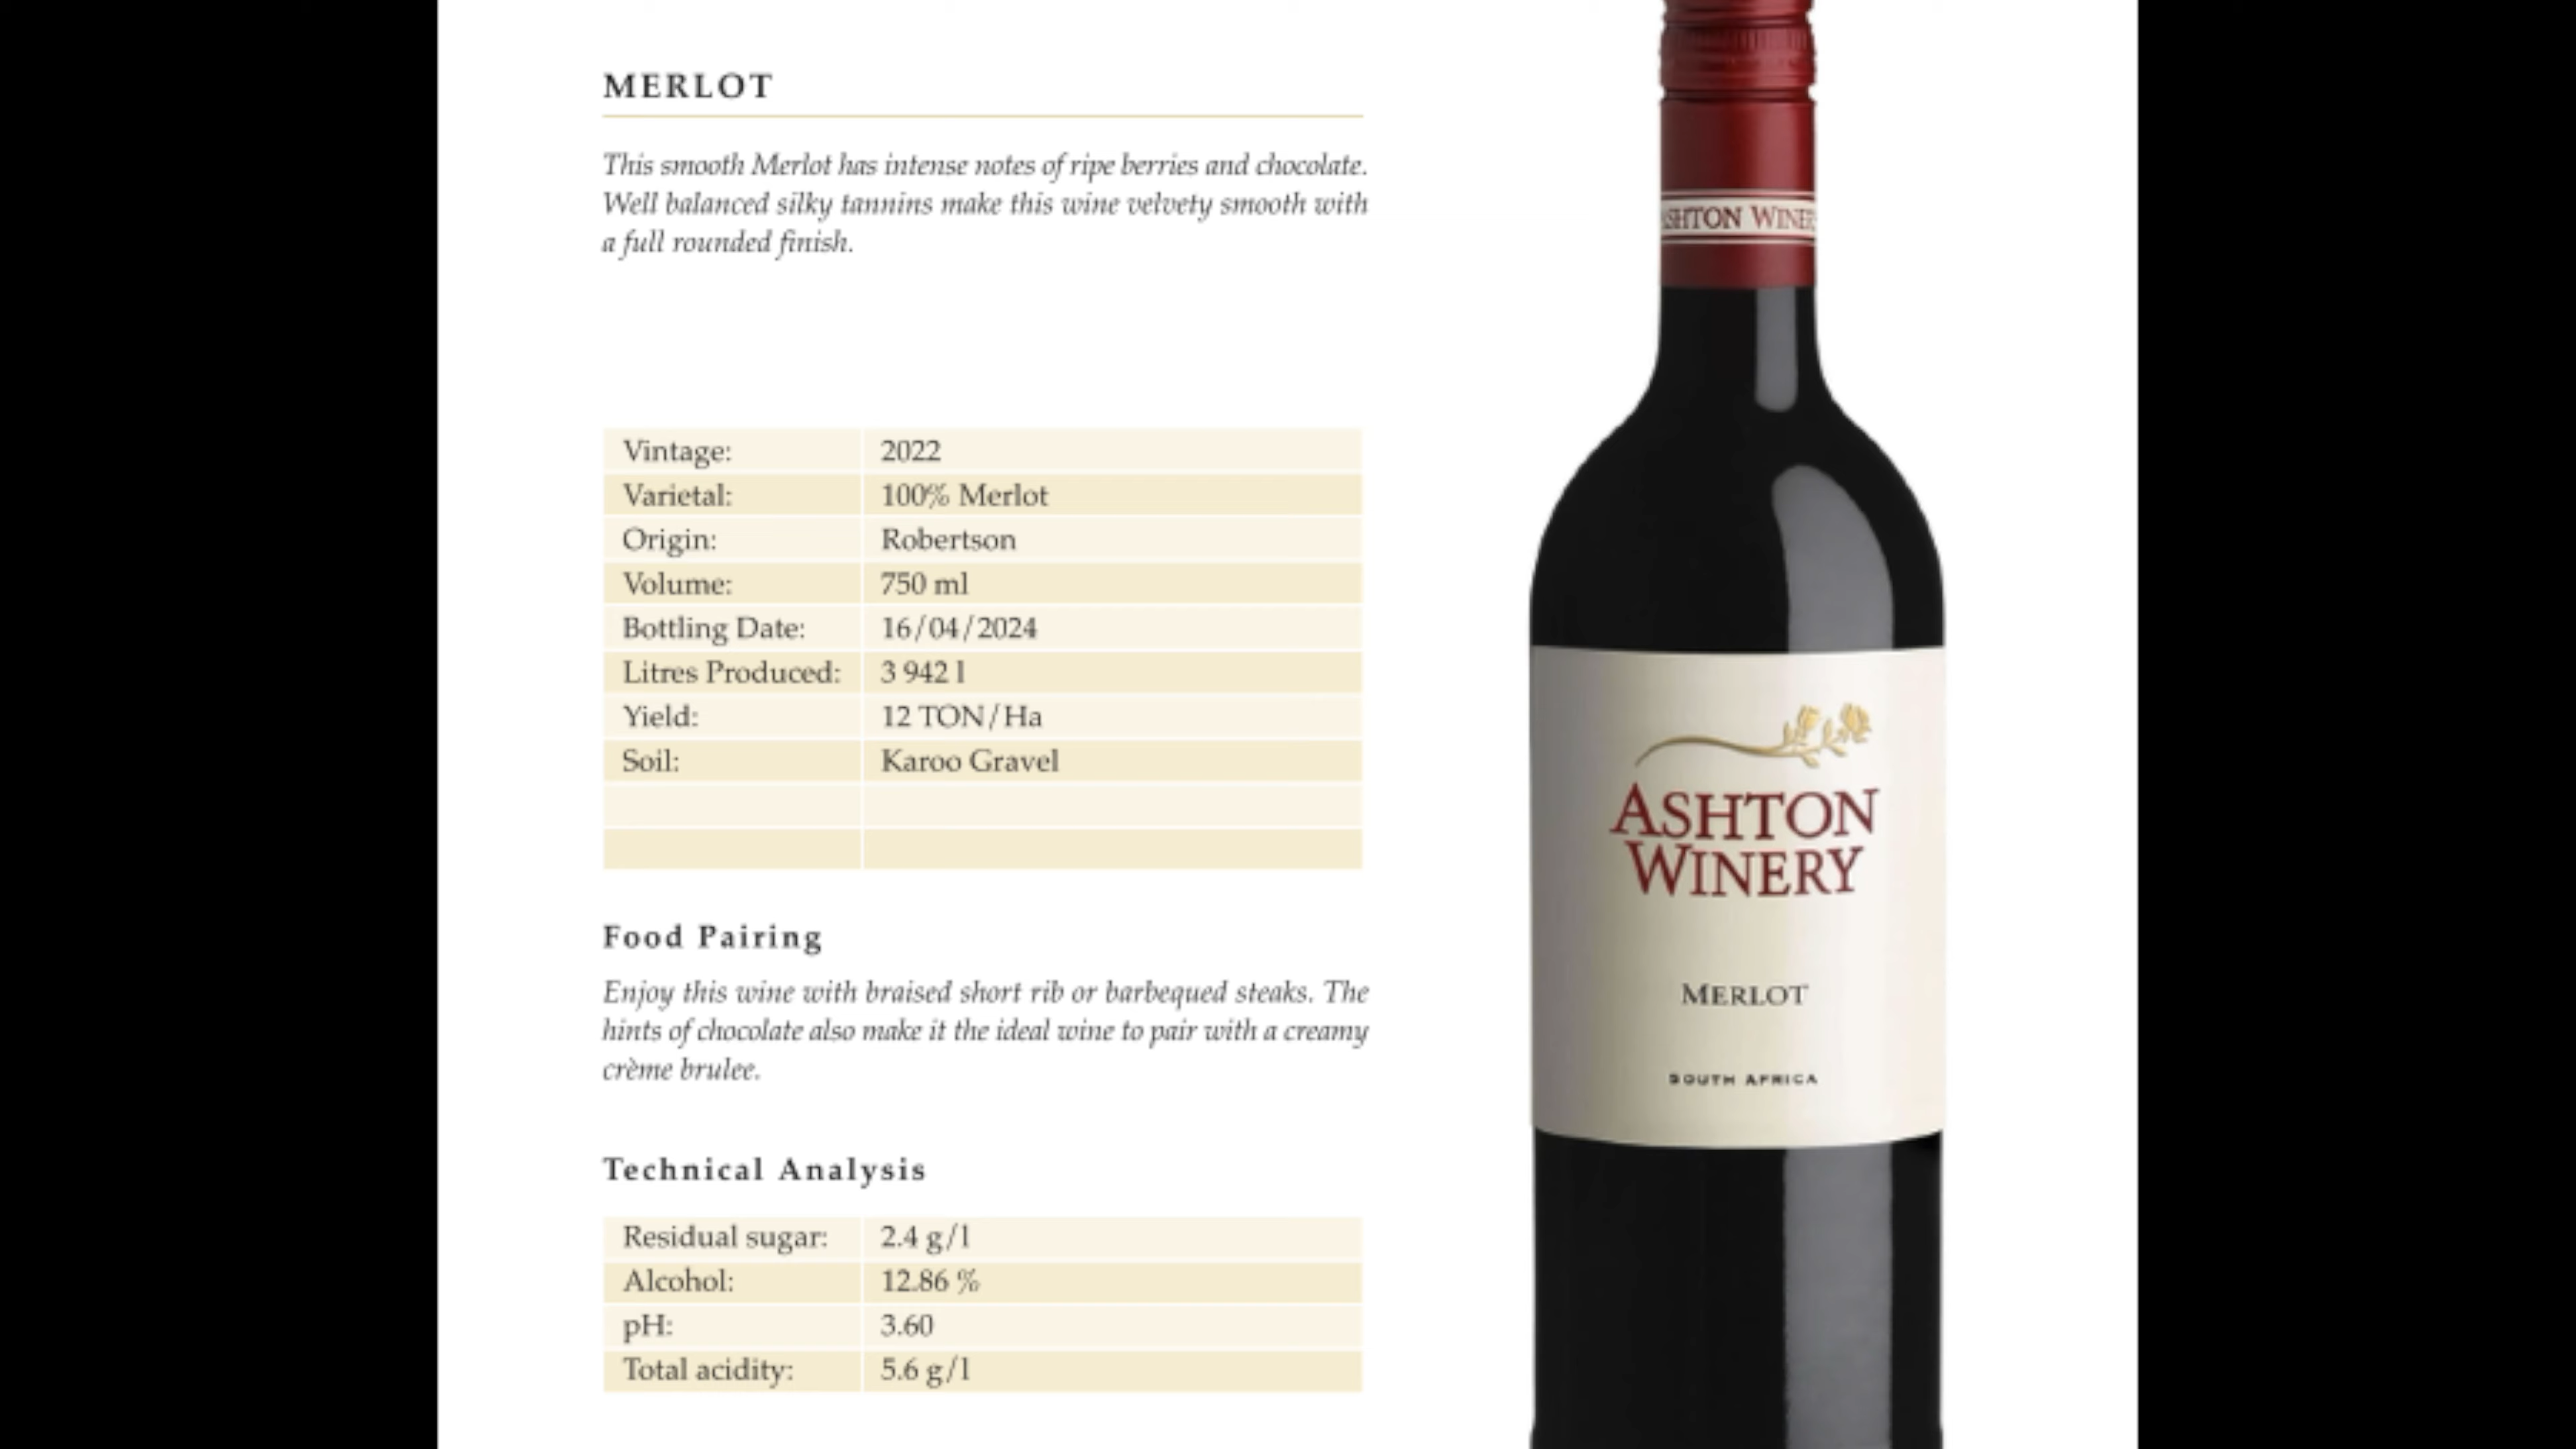 MERLOT
This smooth Merlot has intense notes of ripe berries and chocolate.
Well balanced silky tannins make this wine velvety smooth with
a full rounded finish.
Vintage: 2022
Varietal: 100% Merlot
Origin: Robertson
Volume: 750 ml
Bottling Date: 16/04/2024
Litres Produced: 3 942 l
Yield: 12 TON/Ha
Soil: Karoo Gravel
Food Pairing
Enjoy this wine with braised short rib or barbequed steaks. The
hints of chocolate also make it the ideal wine to pair with a creamy
crème brulee.
Technical Analysis
Residual sugar: 2.4 g/l
Alcohol: 12.86 %
pH: 3.60
Total acidity: 5.6 g/l
ASHTON WINER
ASHTON
WINERY
MERLOT
SOUTH AFRICA